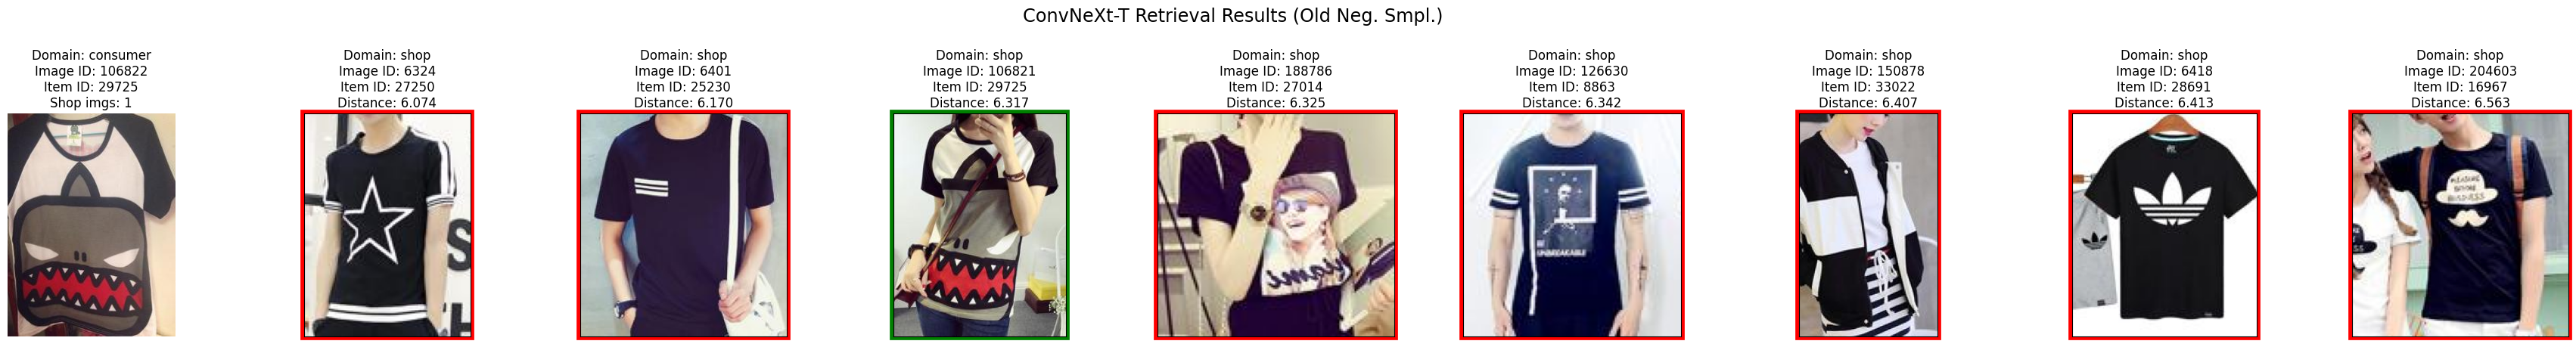 ConvNeXt-T Retrieval Results (Old Neg. Smpl.)
Domain: consumer
Image ID: 106822
Item ID: 29725
Shop imgs: 1
Domain: shop
Image ID: 6324
Item ID: 27250
Distance: 6.074
Domain: shop
Image ID: 6401
Item ID: 25230
Distance: 6.170
Domain: shop
Image ID: 106821
Item ID: 29725
Distance: 6.317
Domain: shop
Image ID: 188786
Item ID: 27014
Distance: 6.325
Domain: shop
Image ID: 126630
Item ID: 8863
Distance: 6.342
Domain: shop
Image ID: 150878
Item ID: 33022
Distance: 6.407
Domain: shop
Image ID: 6418
Item ID: 28691
Distance: 6.413
Domain: shop
Image ID: 204603
Item ID: 16967
Distance: 6.563
UNBREAKABLE
PLEASURE
BEFORE
BUSINESS